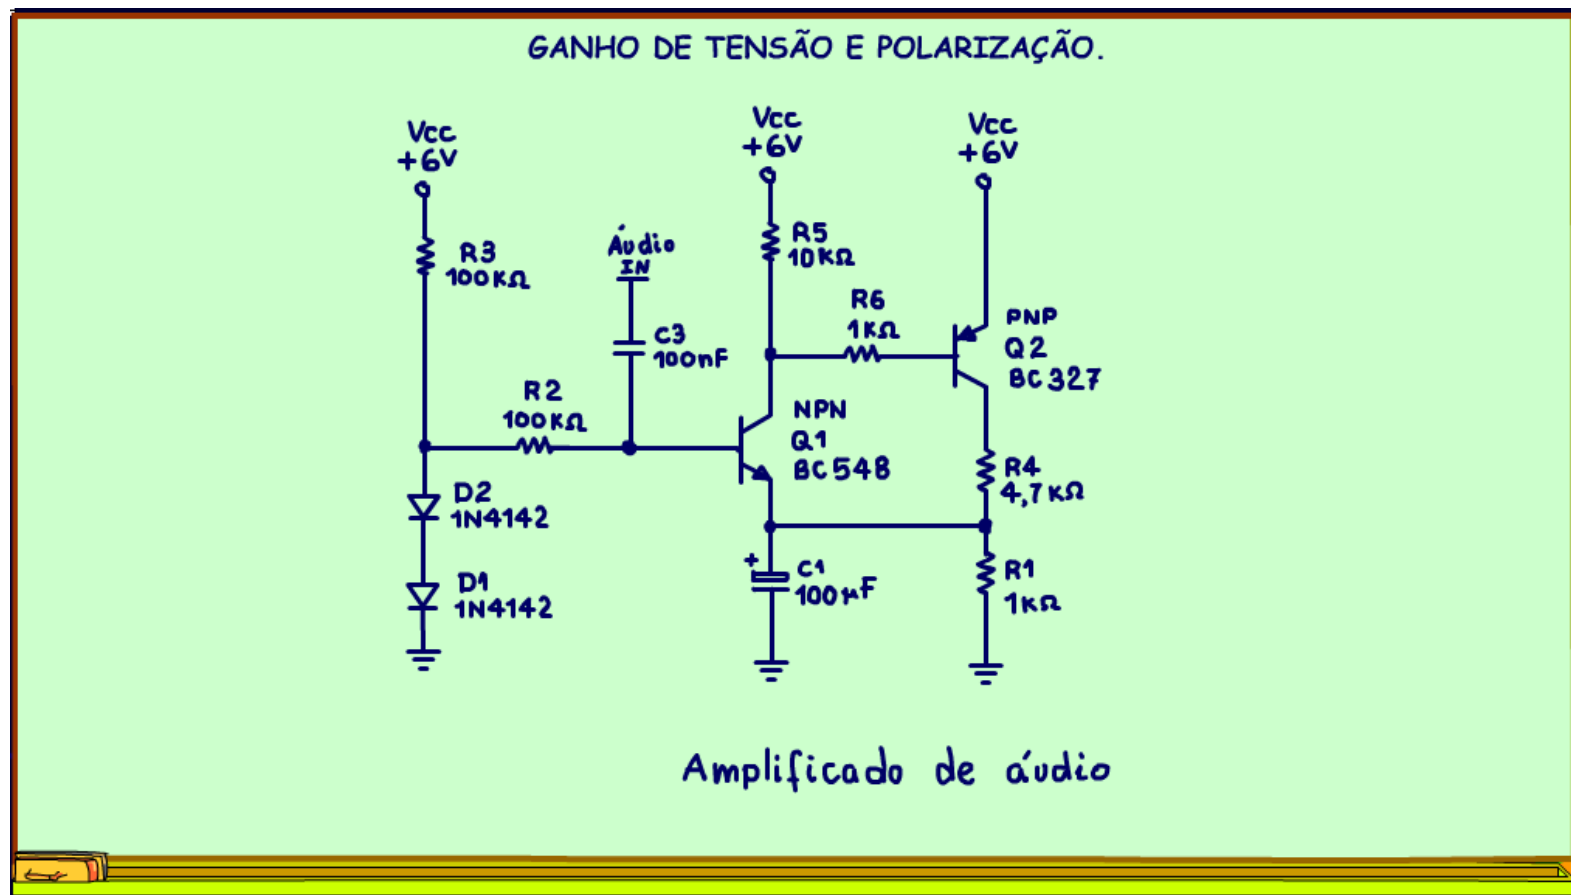 GANHO DE TENSÃO E POLARIZAÇÃO.
Vcc
+6V
Vcc
+6V
Vcc
+6V
R3
100KΩ
Áudio
IN
C3
100nF
R5
10KΩ
R6
1KΩ
PNP
Q2
BC327
R2
100KΩ
NPN
Q1
BC548
D2
1N4142
R4
4,7KΩ
D1
1N4142
+
C1
100µF
R1
1KΩ
Amplificado de áudio